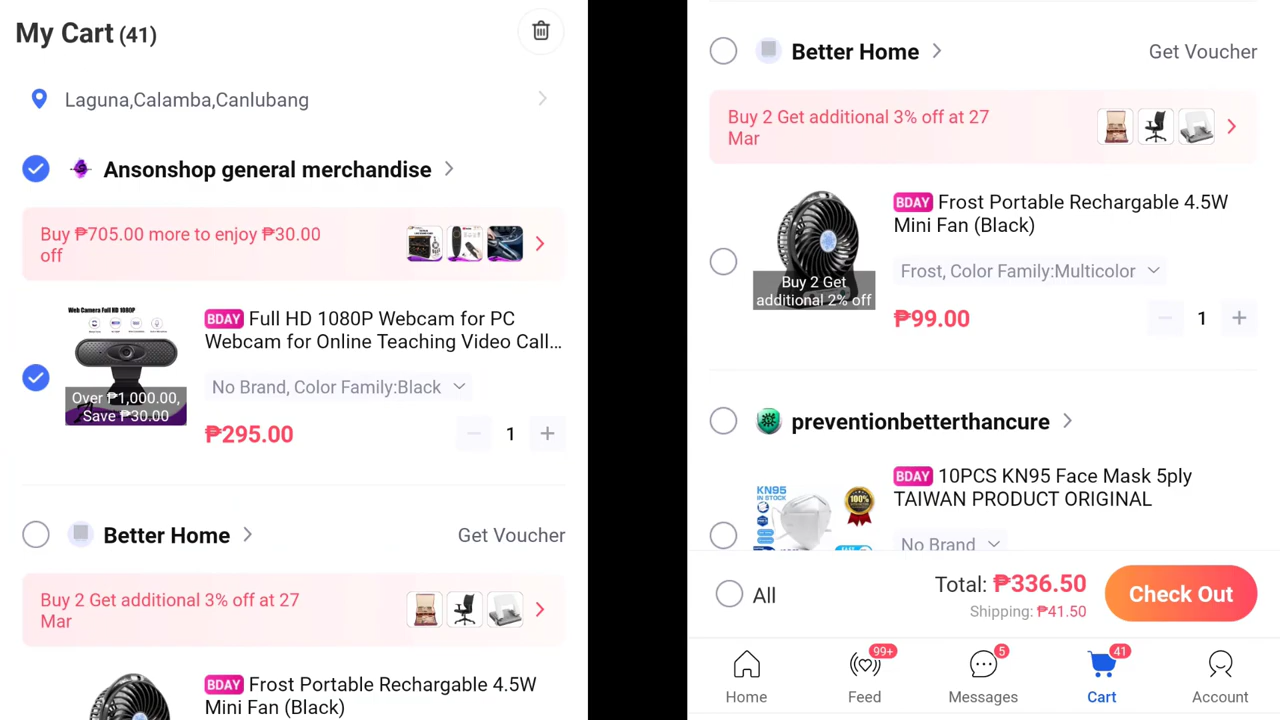 My Cart (41)
Laguna,Calamba,Canlubang
Ansonshop general merchandise
Buy ₱705.00 more to enjoy ₱30.00
off
Web Camera Full HD 1080P
Over ₱1,000.00,
Save ₱30.00
BDAY Full HD 1080P Webcam for PC
Webcam for Online Teaching Video Call...
No Brand, Color Family:Black
₱295.00
1
Better Home
Get Voucher
Buy 2 Get additional 3% off at 27
Mar
BDAY Frost Portable Rechargable 4.5W
Mini Fan (Black)
Better Home
Get Voucher
Buy 2 Get additional 3% off at 27
Mar
Buy 2 Get
additional 2% off
BDAY Frost Portable Rechargable 4.5W
Mini Fan (Black)
Frost, Color Family:Multicolor
₱99.00
1
preventionbetterthancure
KN95
IN STOCK
100%
BDAY 10PCS KN95 Face Mask 5ply
TAIWAN PRODUCT ORIGINAL
No Brand
All
Total: ₱336.50
Shipping: ₱41.50
Check Out
Home
99+
Feed
5
Messages
41
Cart
Account